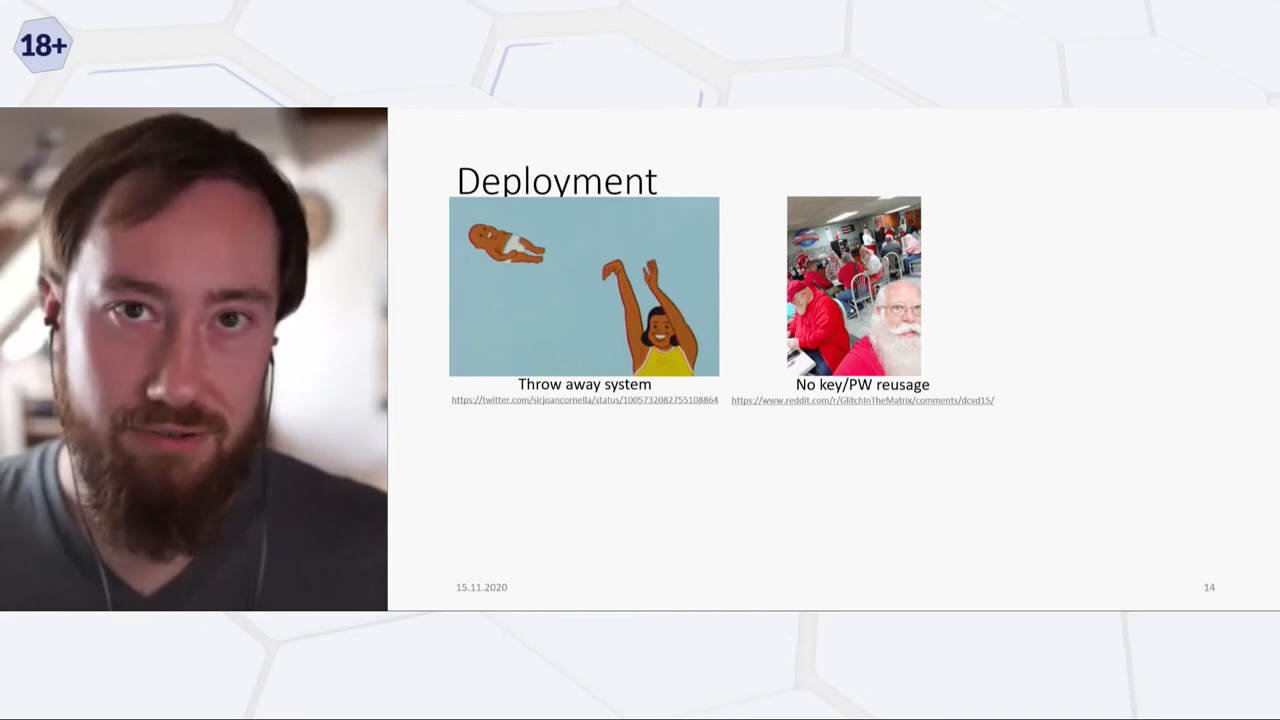 18+
Deployment
Throw away system
https://twitter.com/sirjoancornella/status/1005732082755108864
No key/PW reusage
https://www.reddit.com/r/GlitchInTheMatrix/comments/dcvd15/
15.11.2020
14